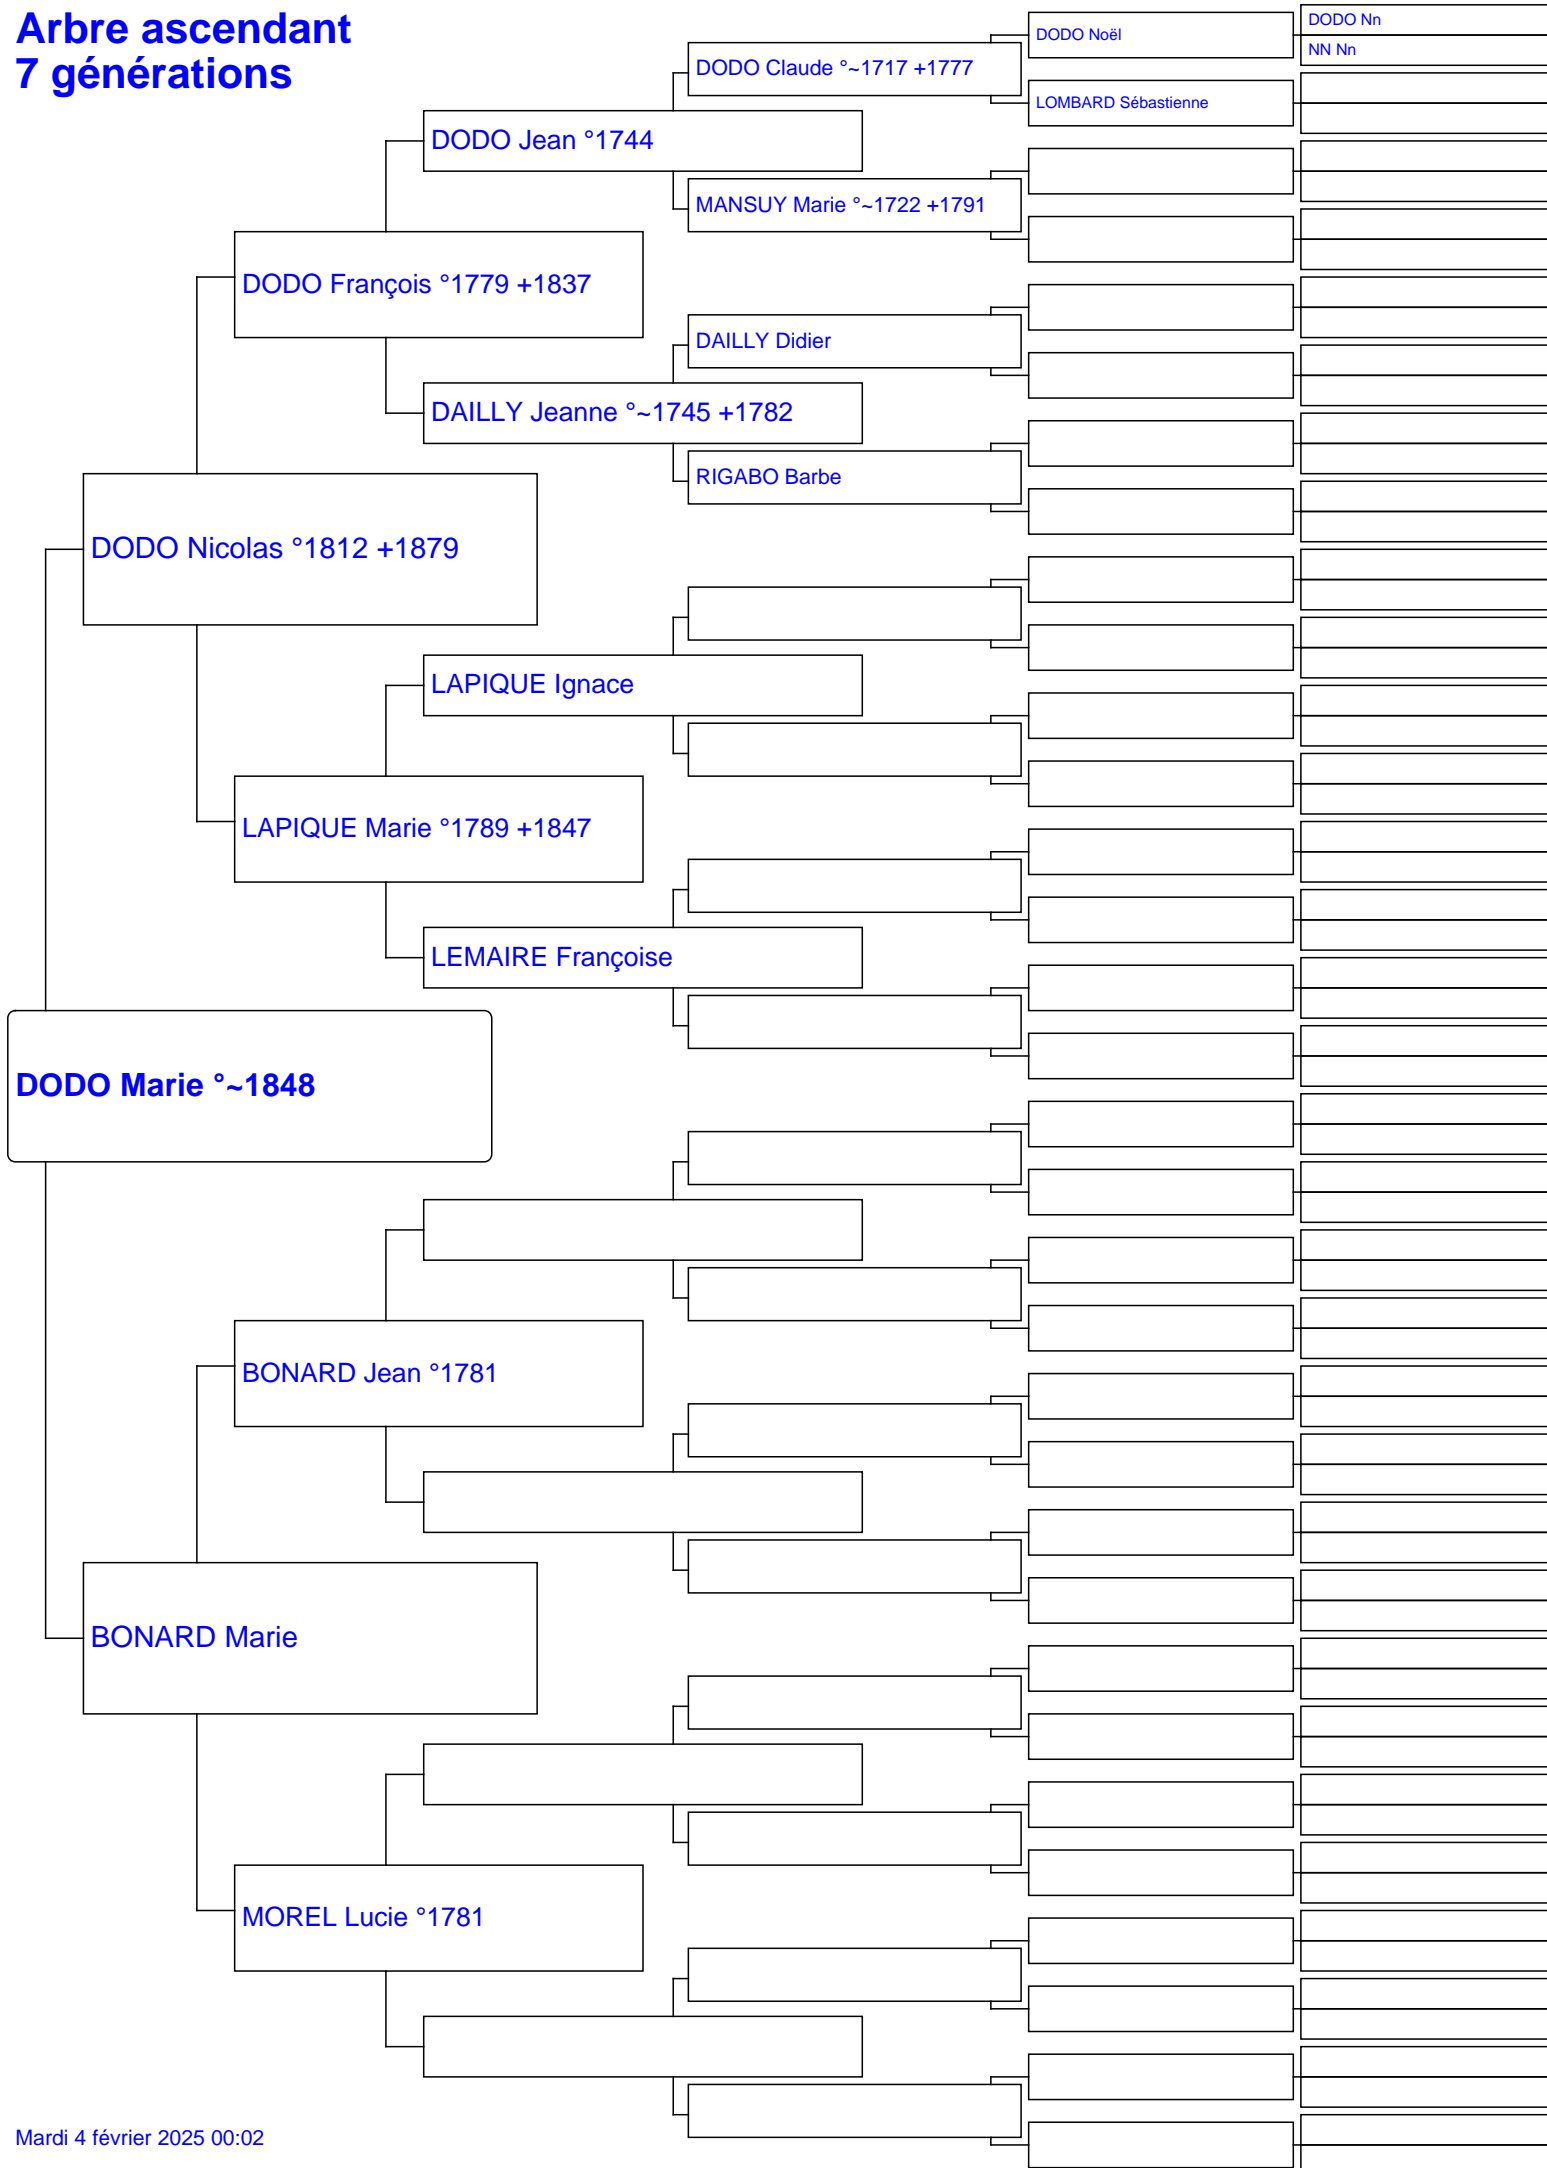 Arbre ascendant
7 générations
DODO Nn
DODO Noël
NN Nn
DODO Claude °~1717 +1777
LOMBARD Sébastienne
DODO Jean °1744
MANSUY Marie °~1722 +1791
DODO François °1779 +1837
DAILLY Didier
DAILLY Jeanne °~1745 +1782
RIGABO Barbe
DODO Nicolas °1812 +1879
LAPIQUE Ignace
LAPIQUE Marie °1789 +1847
LEMAIRE Françoise
DODO Marie °~1848
BONARD Jean °1781
BONARD Marie
MOREL Lucie °1781
Mardi 4 février 2025 00:02